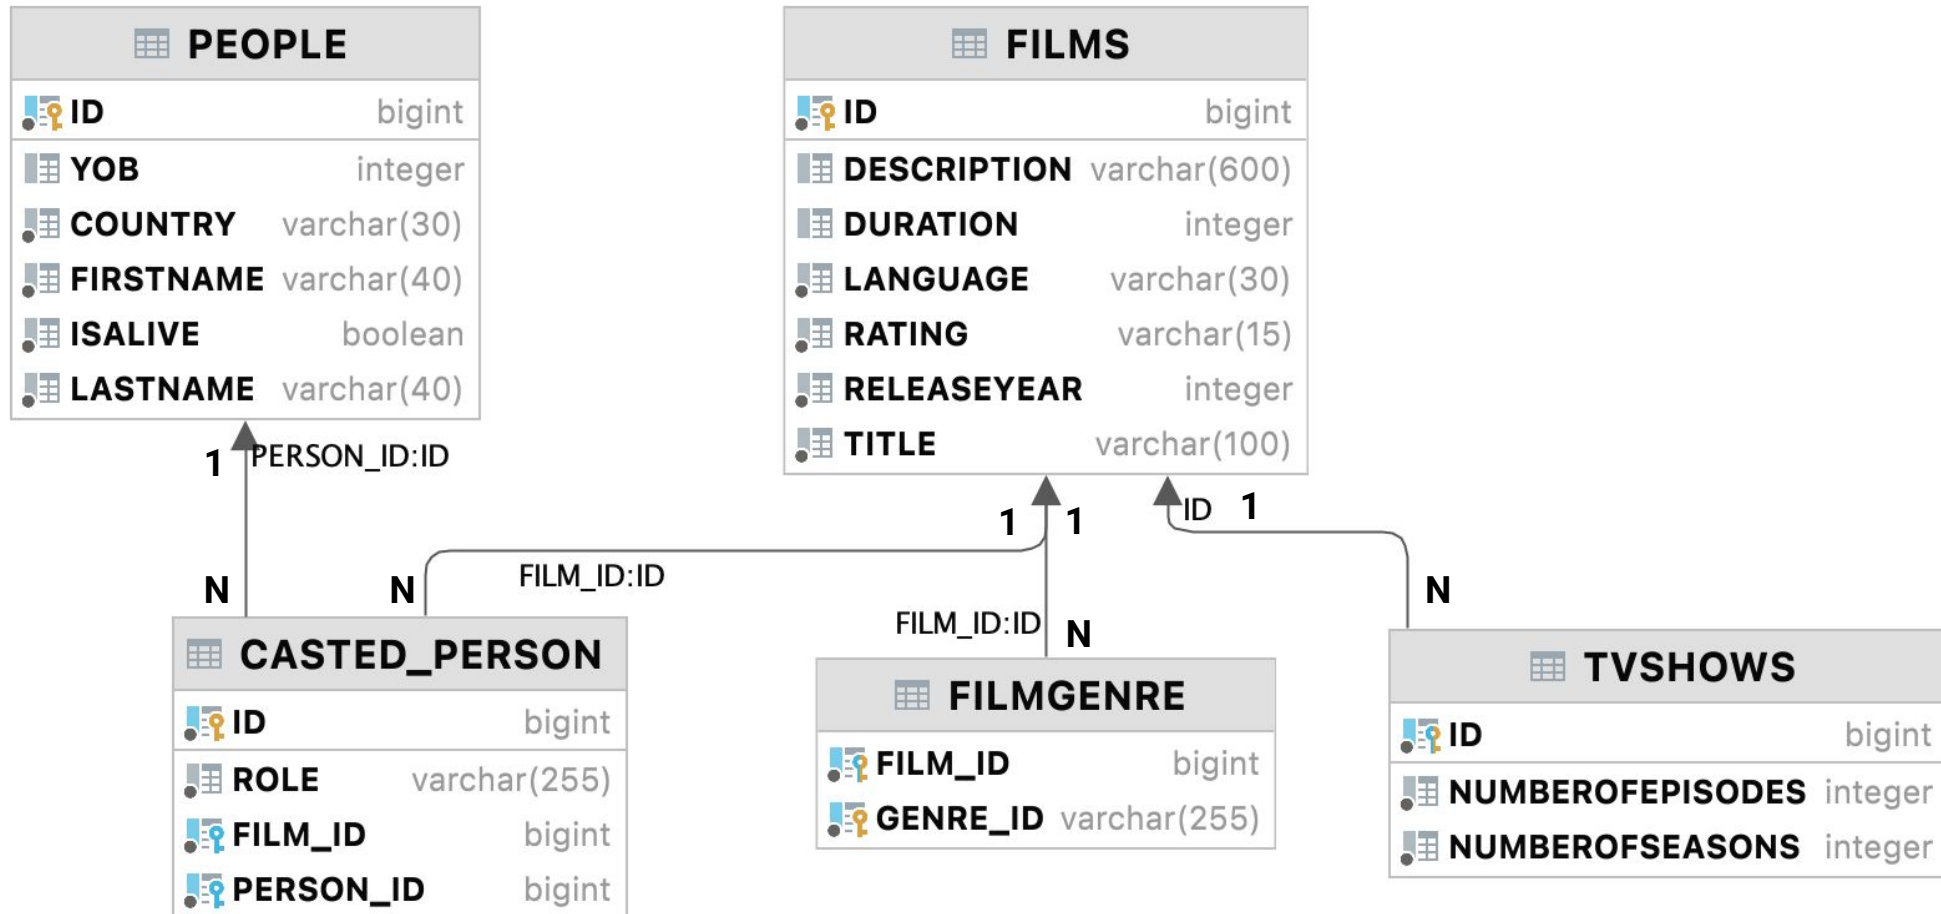 PEOPLE
ID bigint
YOB integer
COUNTRY varchar(30)
FIRSTNAME varchar(40)
ISALIVE boolean
LASTNAME varchar(40)
FILMS
ID bigint
DESCRIPTION varchar(600)
DURATION integer
LANGUAGE varchar(30)
RATING varchar(15)
RELEASEYEAR integer
TITLE varchar(100)
1 PERSON_ID:ID
1 1
ID 1
N
N
FILM_ID:ID
FILM_ID:ID
N
N
CASTED_PERSON
ID bigint
ROLE varchar(255)
FILM_ID bigint
PERSON_ID bigint
FILMGENRE
FILM_ID bigint
GENRE_ID varchar(255)
TVSHOWS
ID bigint
NUMBEROFEPISODES integer
NUMBEROFSEASONS integer